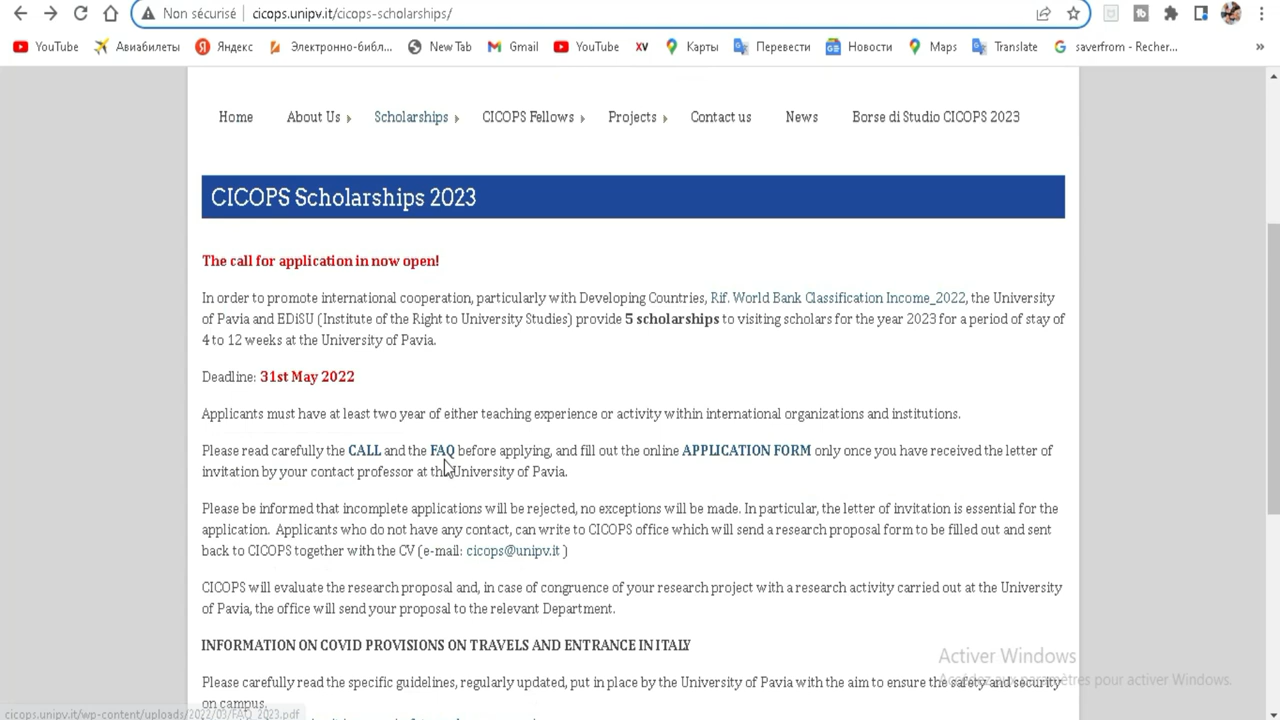 Non sécurisé | cicops.unipv.it/cicops-scholarships/
YouTube Авиабилеты Яндекс Электронно-библ... New Tab Gmail YouTube XV Карты Перевести Новости Maps Translate saverfrom - Recher... »
Home About Us Scholarships CICOPS Fellows Projects Contact us News Borse di Studio CICOPS 2023
CICOPS Scholarships 2023
The call for application in now open!
In order to promote international cooperation, particularly with Developing Countries, Rif. World Bank Classification Income_2022, the University
of Pavia and EDiSU (Institute of the Right to University Studies) provide 5 scholarships to visiting scholars for the year 2023 for a period of stay of
4 to 12 weeks at the University of Pavia.
Deadline: 31st May 2022
Applicants must have at least two year of either teaching experience or activity within international organizations and institutions.
Please read carefully the CALL and the FAQ before applying, and fill out the online APPLICATION FORM only once you have received the letter of
invitation by your contact professor at the University of Pavia.
Please be informed that incomplete applications will be rejected, no exceptions will be made. In particular, the letter of invitation is essential for the
application. Applicants who do not have any contact, can write to CICOPS office which will send a research proposal form to be filled out and sent
back to CICOPS together with the CV ( e-mail: cicops@unipv.it )
CICOPS will evaluate the research proposal and, in case of congruence of your research project with a research activity carried out at the University
of Pavia, the office will send your proposal to the relevant Department.
INFORMATION ON COVID PROVISIONS ON TRAVELS AND ENTRANCE IN ITALY
Activer Windows
Accédez aux paramètres pour activer Windows.
Please carefully read the specific guidelines, regularly updated, put in place by the University of Pavia with the aim to ensure the safety and security
on campus.
cicops.unipv.it/wp-content/uploads/2022/03/FAQ_2023.pdf